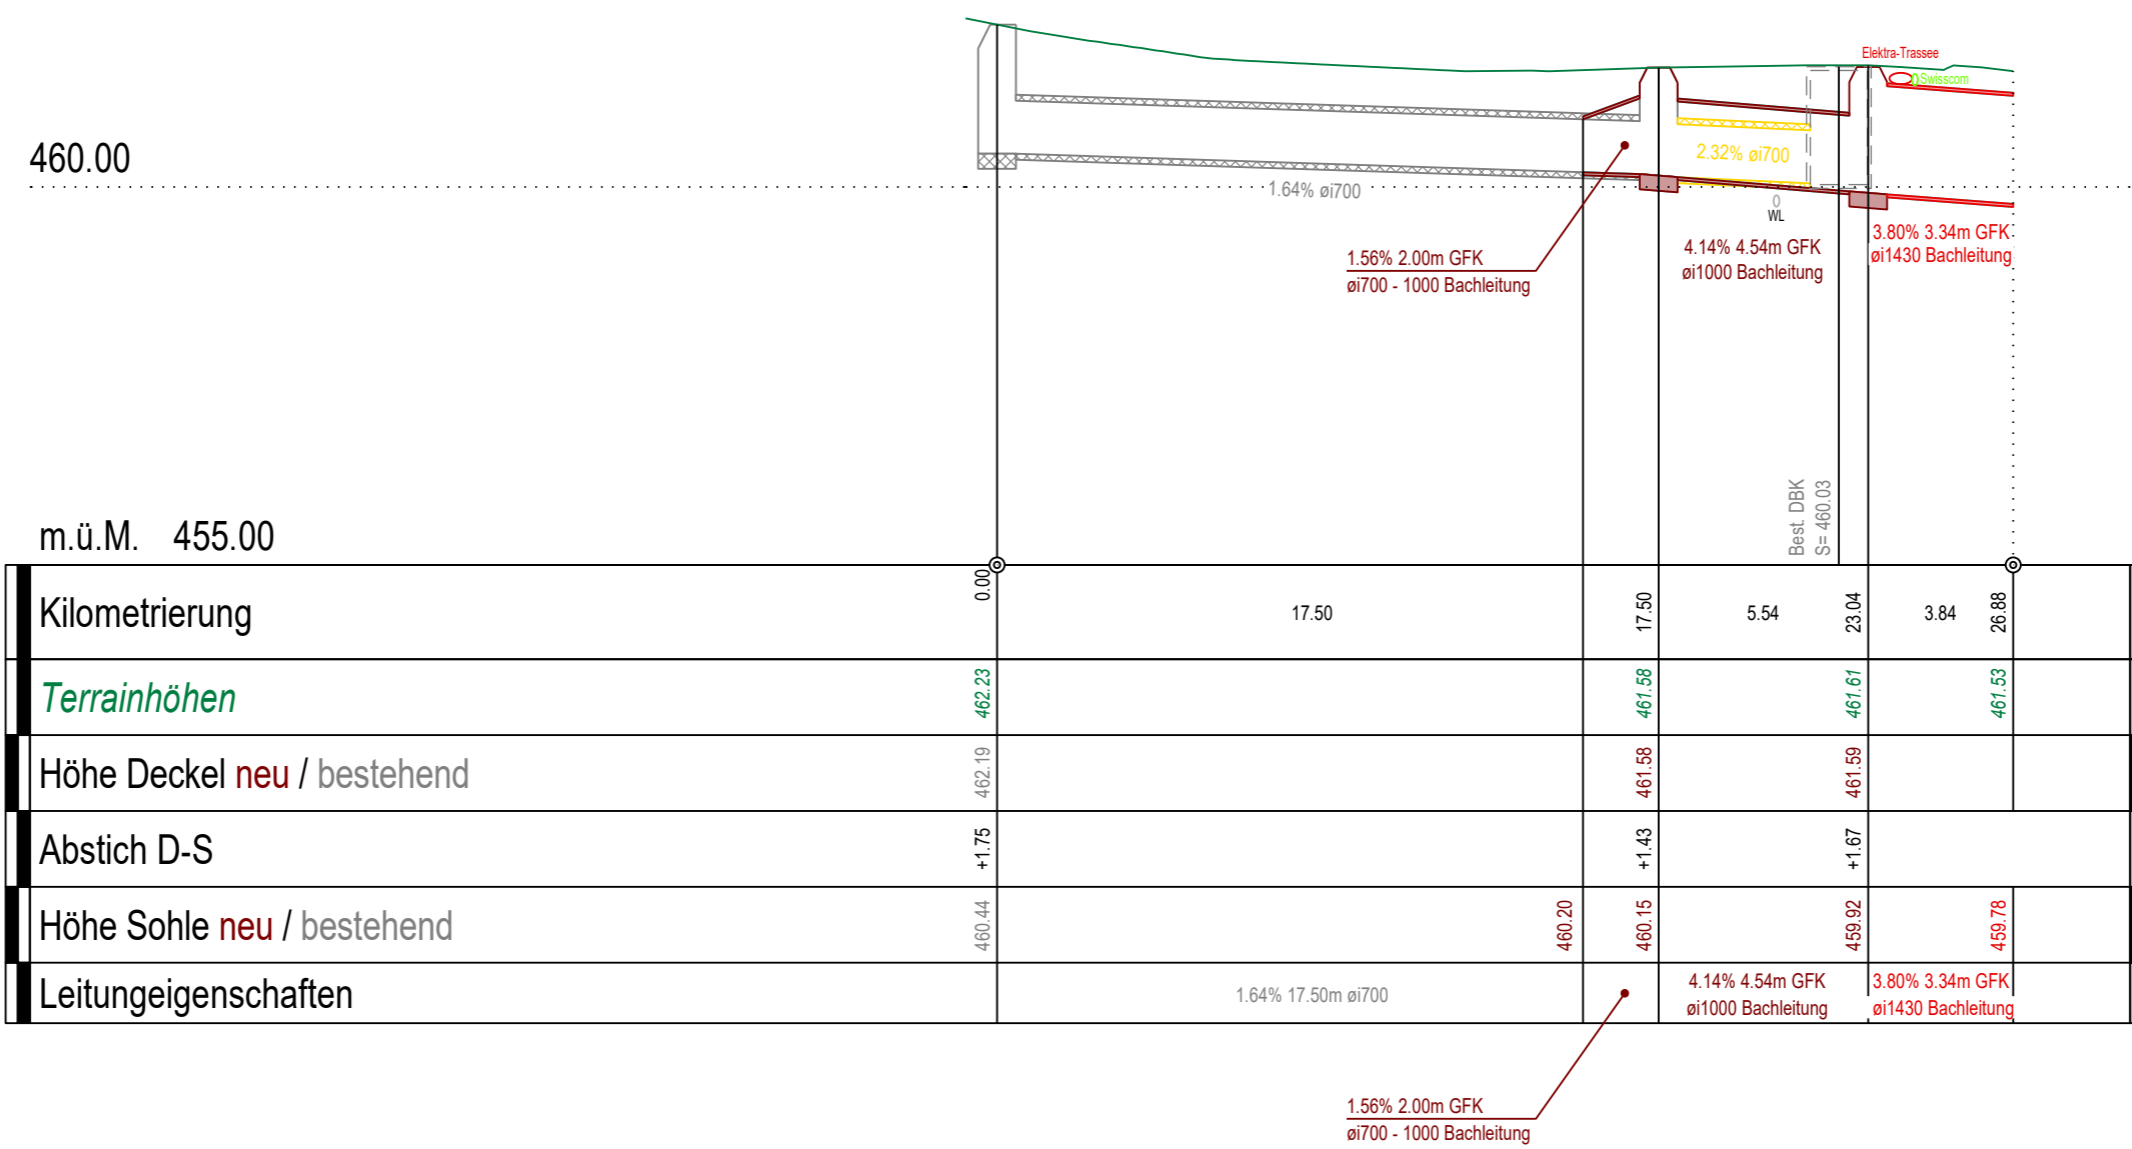 Elektra-Trassee
Swisscom
460.00
2.32% øi700
1.64% øi700
WL
1.56% 2.00m GFK
øi700 - 1000 Bachleitung
4.14% 4.54m GFK
øi1000 Bachleitung
3.80% 3.34m GFK
øi1430 Bachleitung
Best. DBK
S= 460.03
m.ü.M. 455.00
Kilometrierung 0.00 17.50 17.50 5.54 23.04 3.84 26.88
Terrainhöhen 462.23 461.58 461.61 461.53
Höhe Deckel neu / bestehend 462.19 461.58 461.59
Abstich D-S +1.75 +1.43 +1.67
Höhe Sohle neu / bestehend 460.44 460.20 460.15 459.92 459.78
Leitungeigenschaften 1.64% 17.50m øi700
4.14% 4.54m GFK
øi1000 Bachleitung
3.80% 3.34m GFK
øi1430 Bachleitung
1.56% 2.00m GFK
øi700 - 1000 Bachleitung